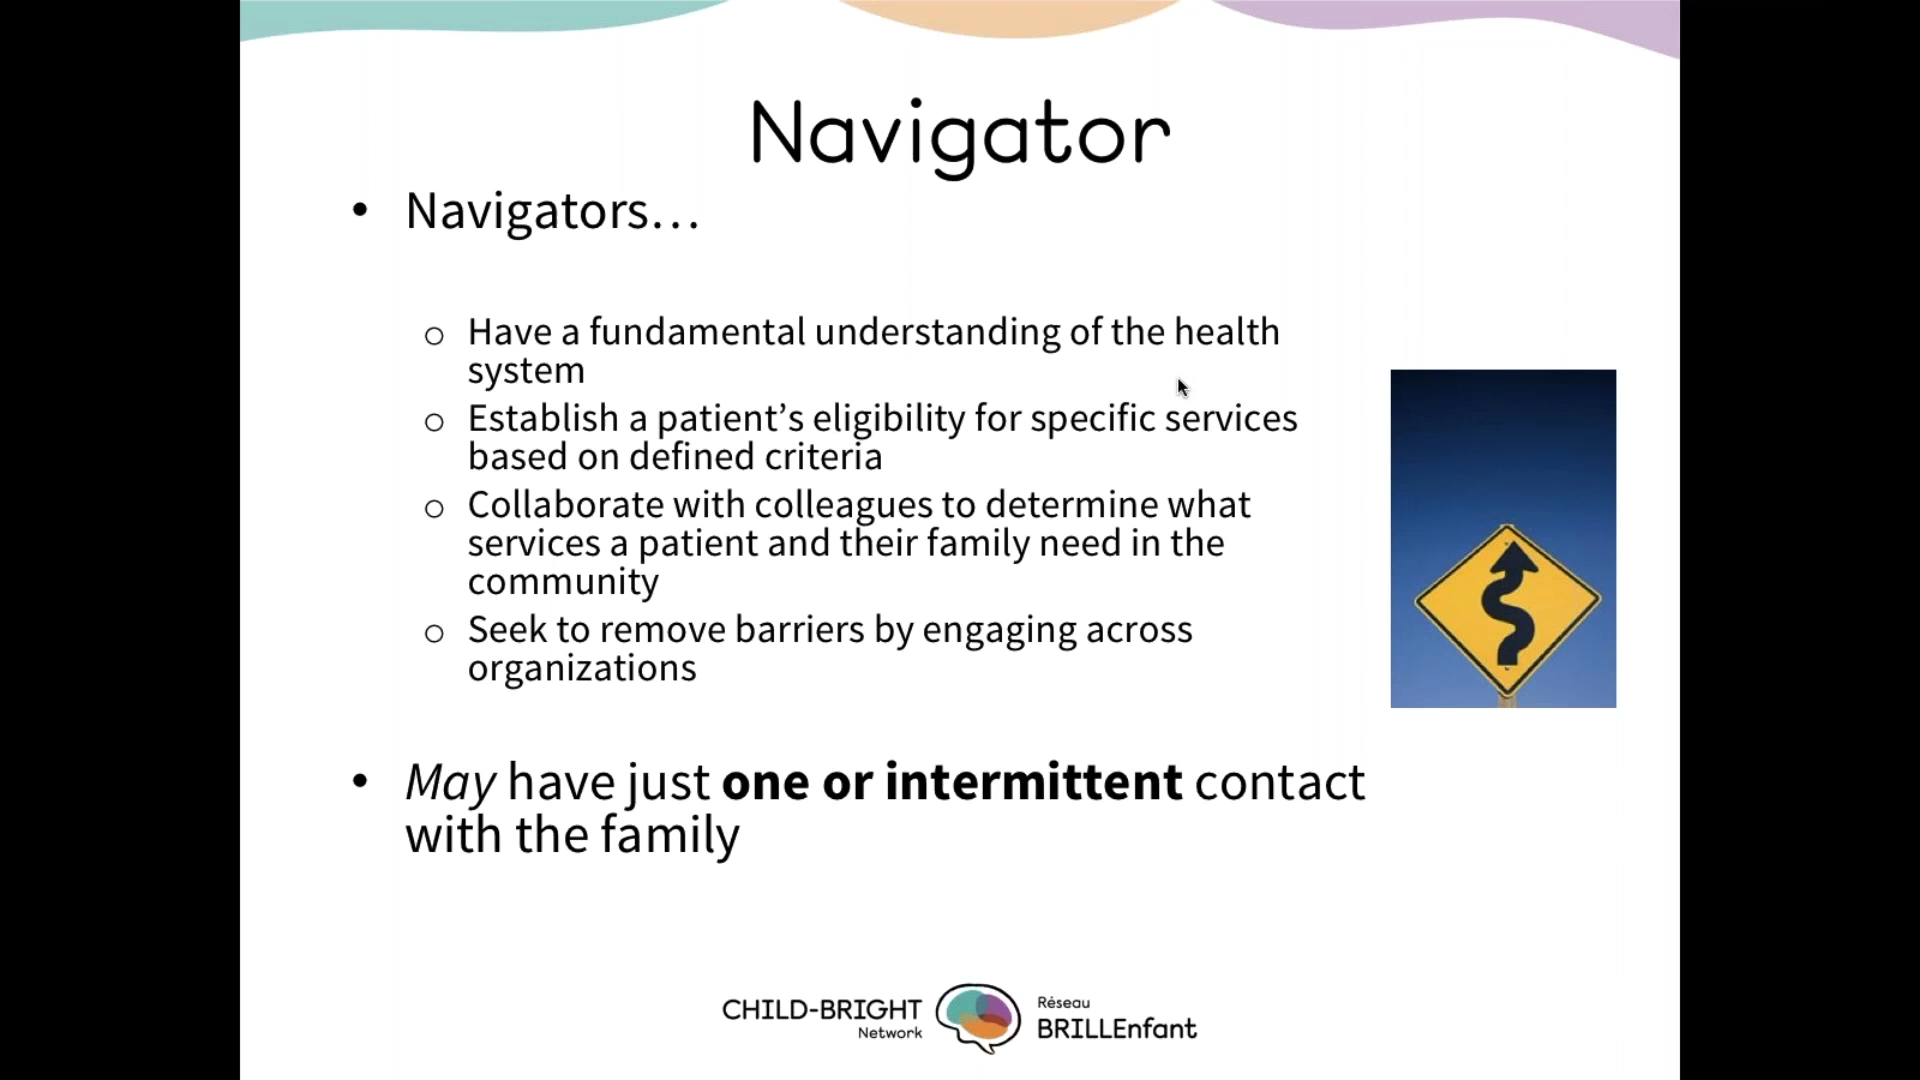 Navigator
• Navigators…
o Have a fundamental understanding of the health
system
o Establish a patient’s eligibility for specific services
based on defined criteria
o Collaborate with colleagues to determine what
services a patient and their family need in the
community
o Seek to remove barriers by engaging across
organizations
• May have just one or intermittent contact
with the family
CHILD-BRIGHT
Network
Réseau
BRILLEnfant